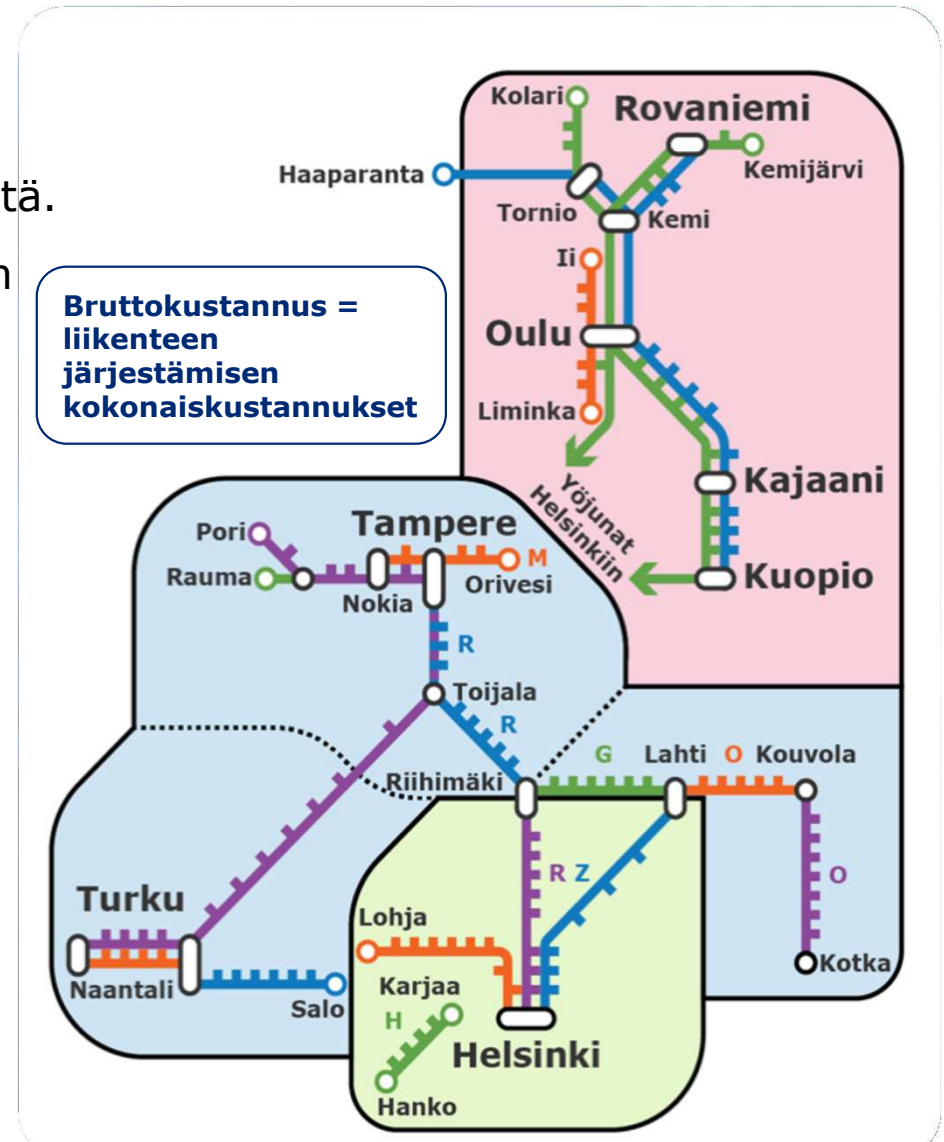 Kolari
Rovaniemi
Haaparanta
Kemijärvi
tä.
Tornio
Kemi
Ii
n
Bruttokustannus =
liikenteen
järjestämisen
kokonaiskustannukset
Oulu
Liminka
Yöjunat
Helsinkiin
Kajaani
Kuopio
Pori
Tampere
Rauma
M
Nokia
Orivesi
R
Toijala
R
G
Lahti
O
Kouvola
Riihimäki
R
Z
O
Turku
Lohja
Naantali
Karjaa
Kotka
Salo
H
Helsinki
Hanko